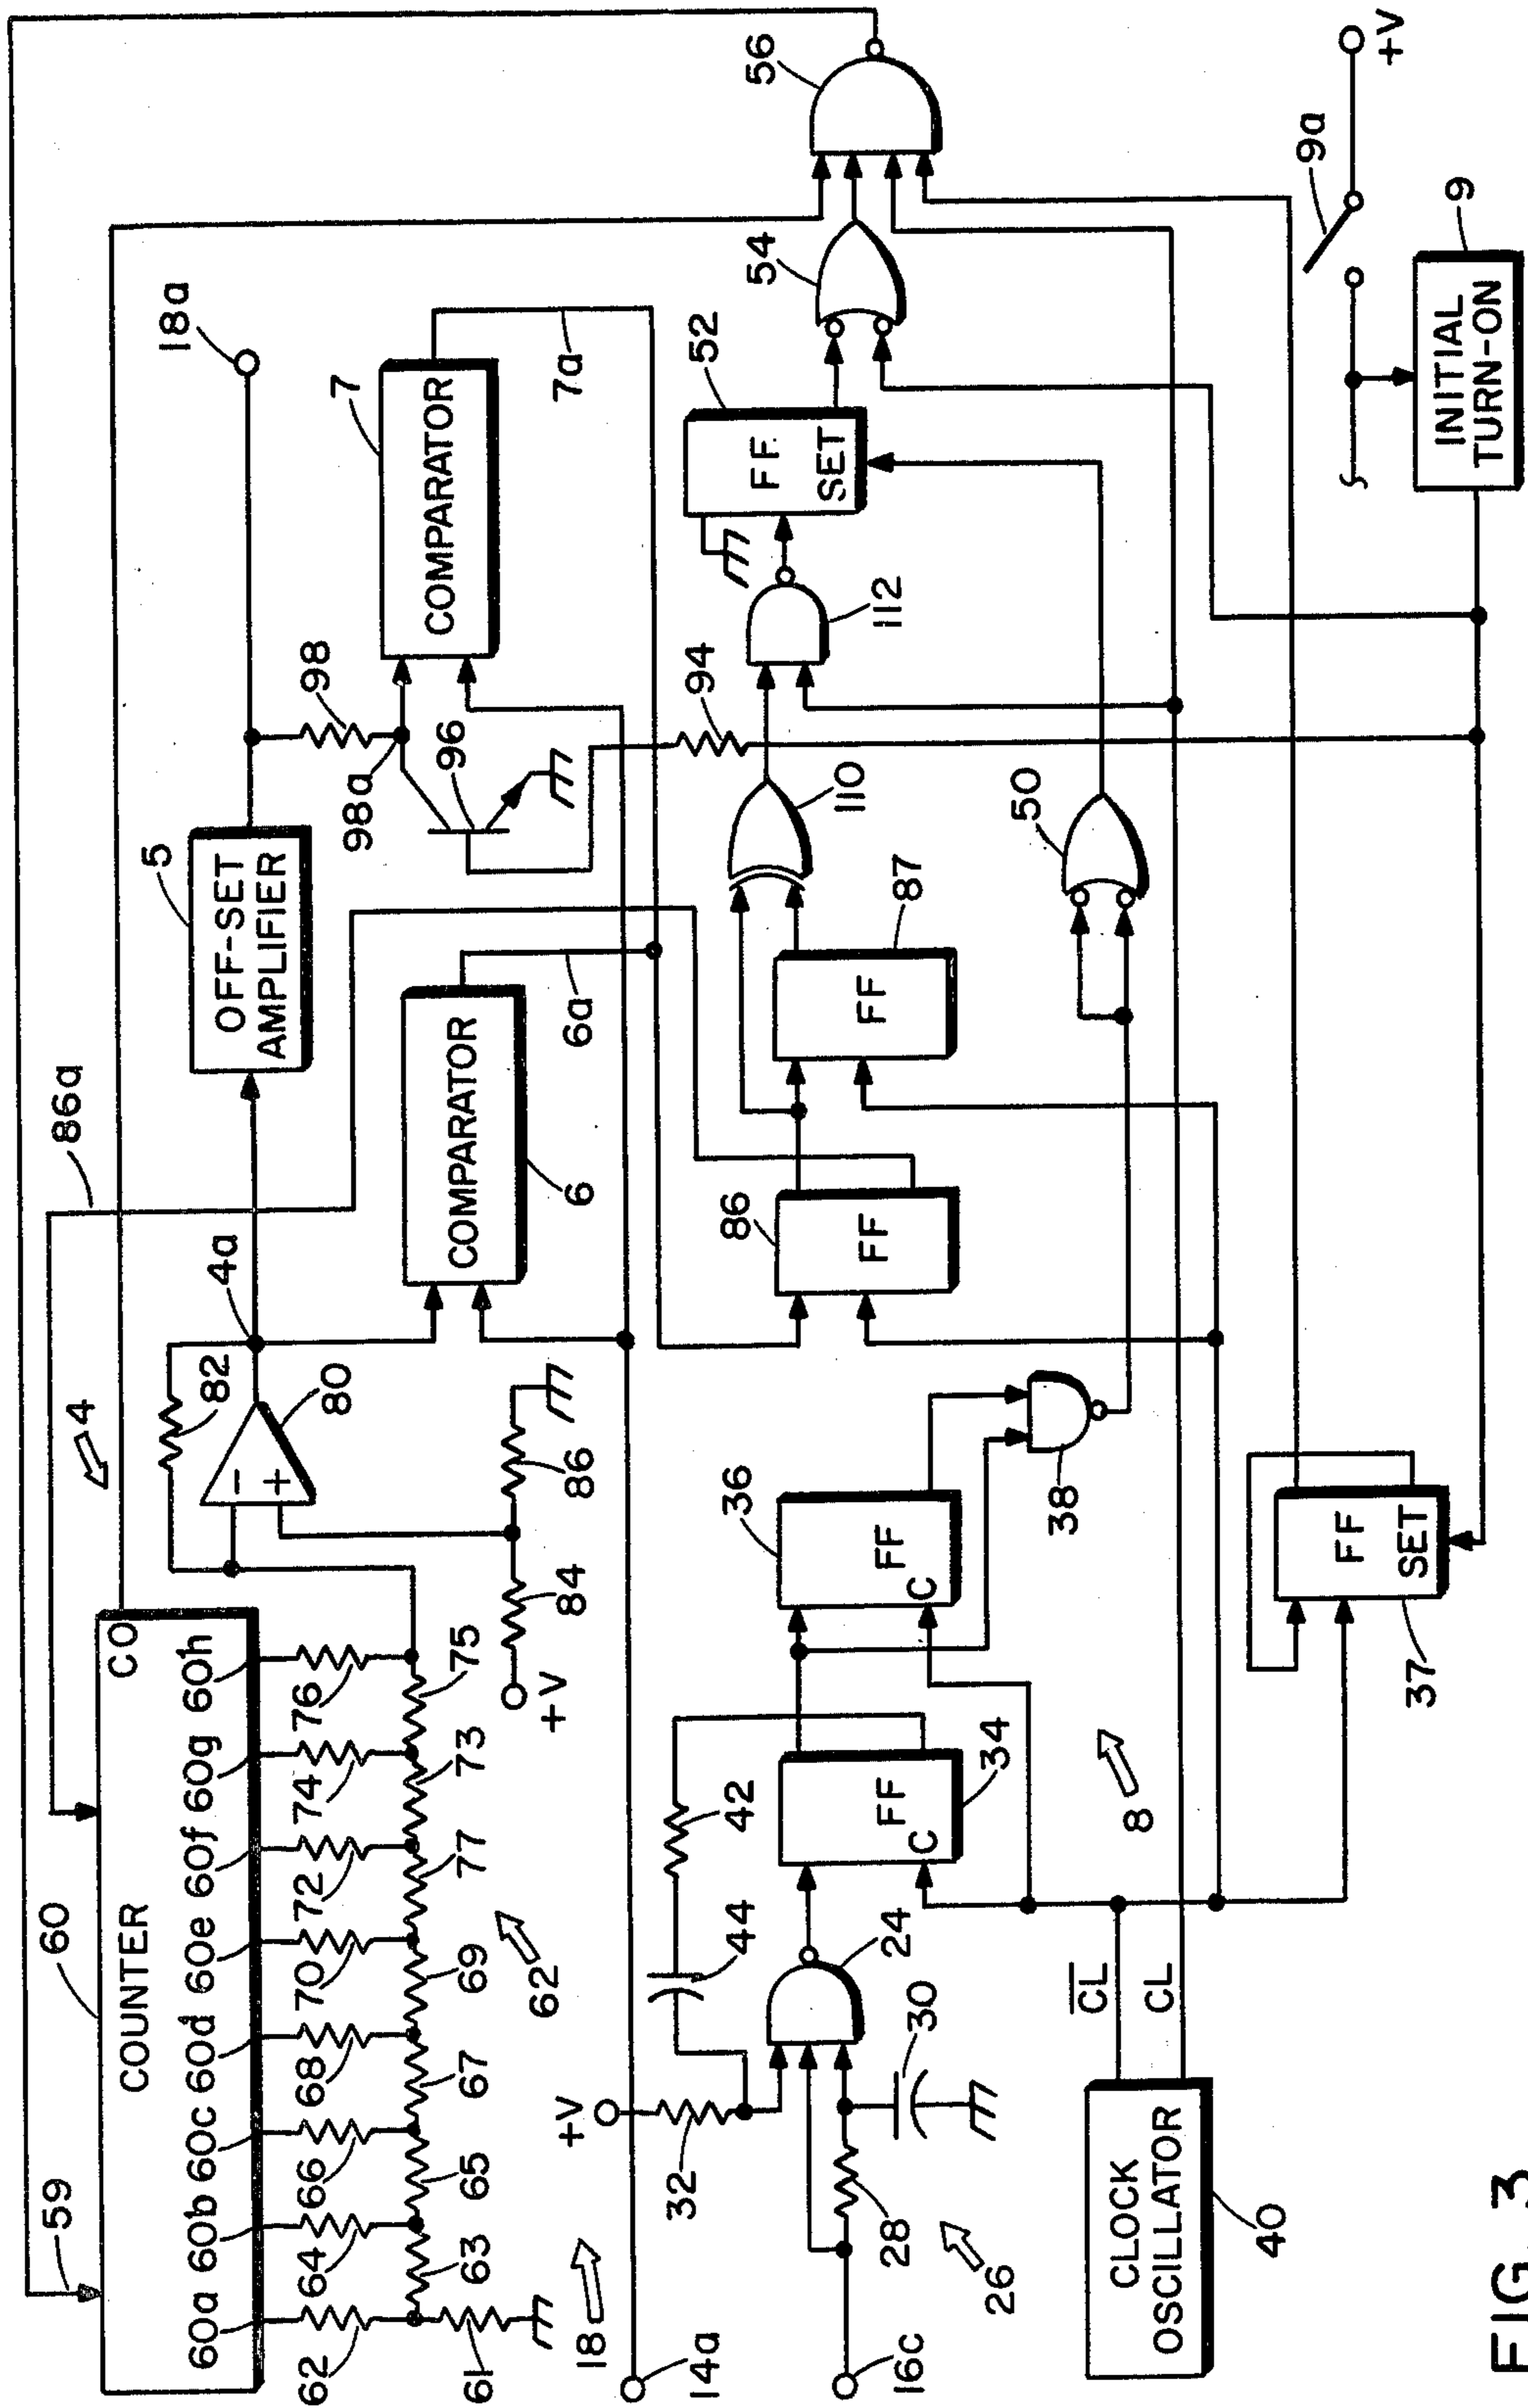 59
60
COUNTER
CO
60a 60b 60c 60d 60e 60f 60g 60h
62
64
66
68
70
72
74
76
61
63
65
67
69
77
73
75
62
4
82
−
+
80
4a
86a
5
OFF-SET
AMPLIFIER
18a
98
98a
96
COMPARATOR
7
7a
COMPARATOR
6
6a
+V
84
86
18
14a
+V
32
44
42
16c
28
26
30
24
FF
C
34
36
FF
C
38
86
FF
FF
87
110
94
112
52
FF
SET
54
56
50
8
CLOCK
OSCILLATOR
40
CL
CL
37
FF
SET
9a
+V
INITIAL
TURN-ON
9
FIG. 3